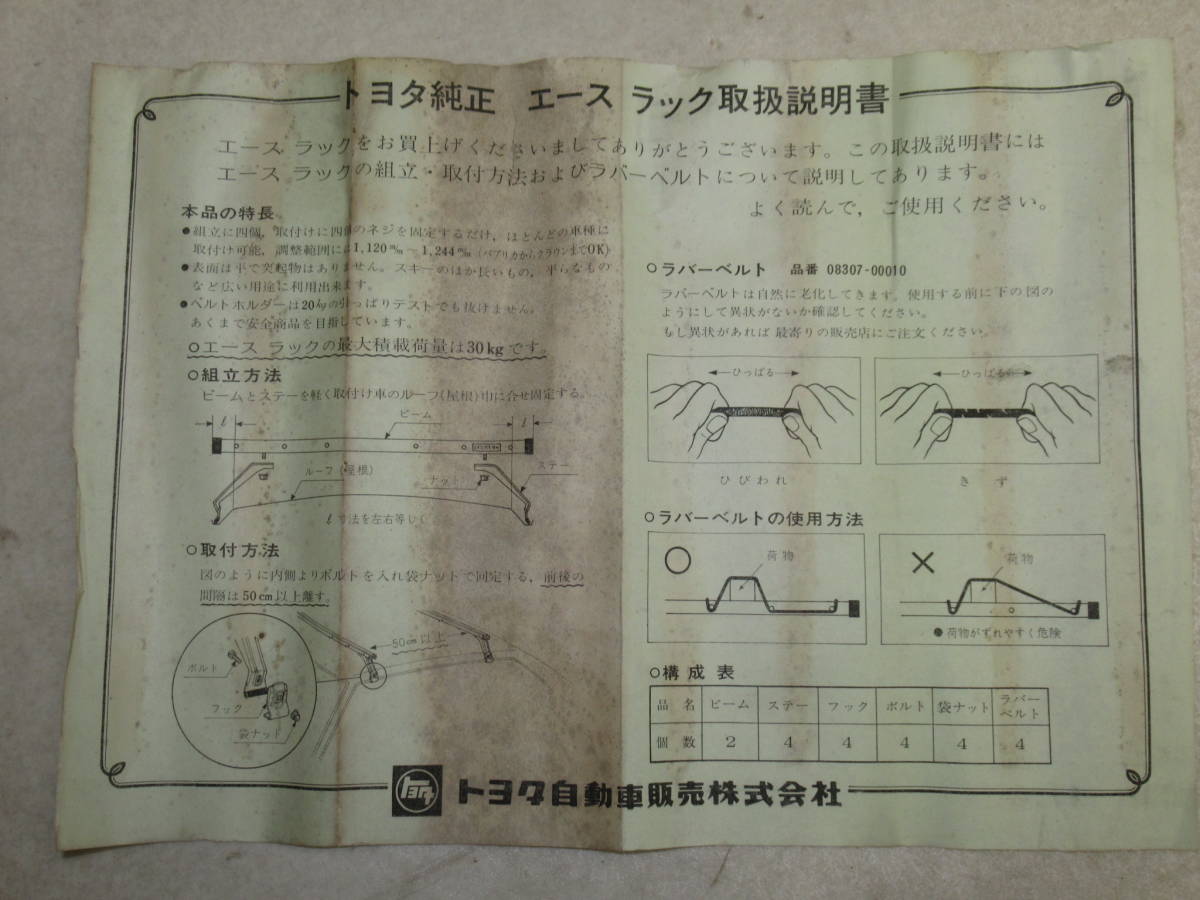 トヨタ純正 エース ラック取扱説明書
エース ラックをお買上げくださいましてありがとうございます。この取扱説明書には
エース ラックの組立・取付方法およびラバーベルトについて説明してあります。
よく読んで，ご使用ください。
本品の特長
●組立に四個，取付けに四個のネジを固定するだけ，ほとんどの車種に
取付け可能，調整範囲は1,120㎜～1,244㎜（パブリカからクラウンまでOK）
●表面は平で突起物はありません。スキーのほか長いもの，平らなもの
など広い用途に利用出来ます。
●ベルトホルダーは20㎏の引っぱりテストでも抜けません，
あくまで安全商品を目指しています。
○エース ラックの最大積載荷量は30kgです。
○組立方法
ビームとステーを軽く取付け車のルーフ(屋根)巾に合せ固定する。
ℓ
ビーム
ℓ
ルーフ（屋根）
ナット
ステー
ℓ寸法を左右等しく
○取付方法
図のように内側よりボルトを入れ袋ナットで固定する，前後の
間隔は50cm以上離す。
ボルト
フック
袋ナット
50㎝以上
○ラバーベルト 品番 08307-00010
ラバーベルトは自然に老化してきます。使用する前に下の図の
ようにして異状がないか確認してください。
もし異状があれば最寄りの販売店にご注文ください。
ひっぱる
ひっぱる
ひびわれ
きず
○ラバーベルトの使用方法
○ 荷物
× 荷物
●荷物がずれやすく危険
○構成表
品名 ビーム ステー フック ボルト 袋ナット ラバーベルト
個数 2 4 4 4 4 4
トヨタ トヨタ自動車販売株式会社